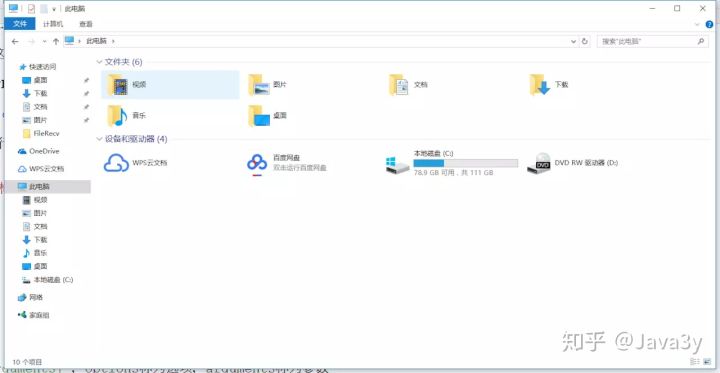 此电脑
文件
计算机
查看
此电脑
搜索"此电脑"
快速访问
桌面
下载
文档
图片
FileRecv
OneDrive
WPS云文档
此电脑
视频
图片
文档
下载
音乐
桌面
本地磁盘 (C:)
网络
家庭组
文件夹 (6)
视频
图片
文档
下载
音乐
桌面
设备和驱动器 (4)
WPS云文档
百度网盘
双击运行百度网盘
本地磁盘 (C:)
78.9 GB 可用，共 111 GB
DVD RW 驱动器 (D:)
DVD
10 个项目
知乎 @Java3y